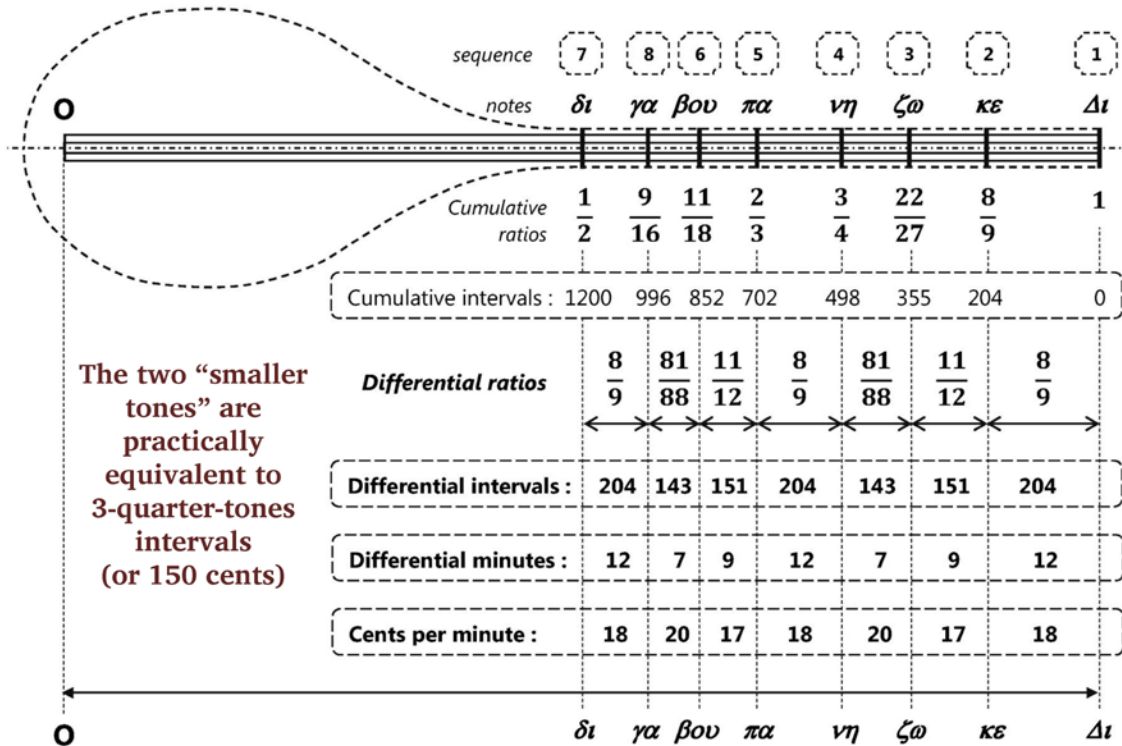 sequence 7 8 6 5 4 3 2 1
O
notes δι γα βου πα νη ζω κε Δι
Cumulative ratios 1/2 9/16 11/18 2/3 3/4 22/27 8/9 1
Cumulative intervals : 1200 996 852 702 498 355 204 0
The two “smaller
tones” are
practically
equivalent to
3-quarter-tones
intervals
(or 150 cents)
Differential ratios 8/9 81/88 11/12 8/9 81/88 11/12 8/9
Differential intervals : 204 143 151 204 143 151 204
Differential minutes : 12 7 9 12 7 9 12
Cents per minute : 18 20 17 18 20 17 18
O δι γα βου πα νη ζω κε Δι